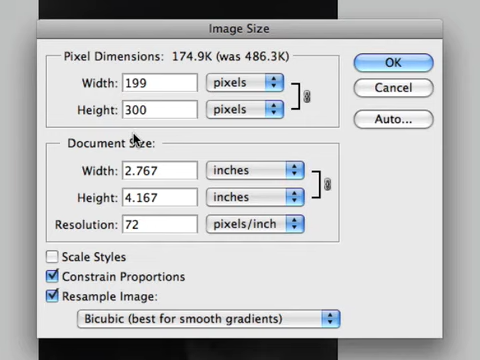 Image Size
Pixel Dimensions: 174.9K (was 486.3K)
Width: 199 pixels
Height: 300 pixels
OK
Cancel
Auto...
Document Size:
Width: 2.767 inches
Height: 4.167 inches
Resolution: 72 pixels/inch
Scale Styles
Constrain Proportions
Resample Image:
Bicubic (best for smooth gradients)